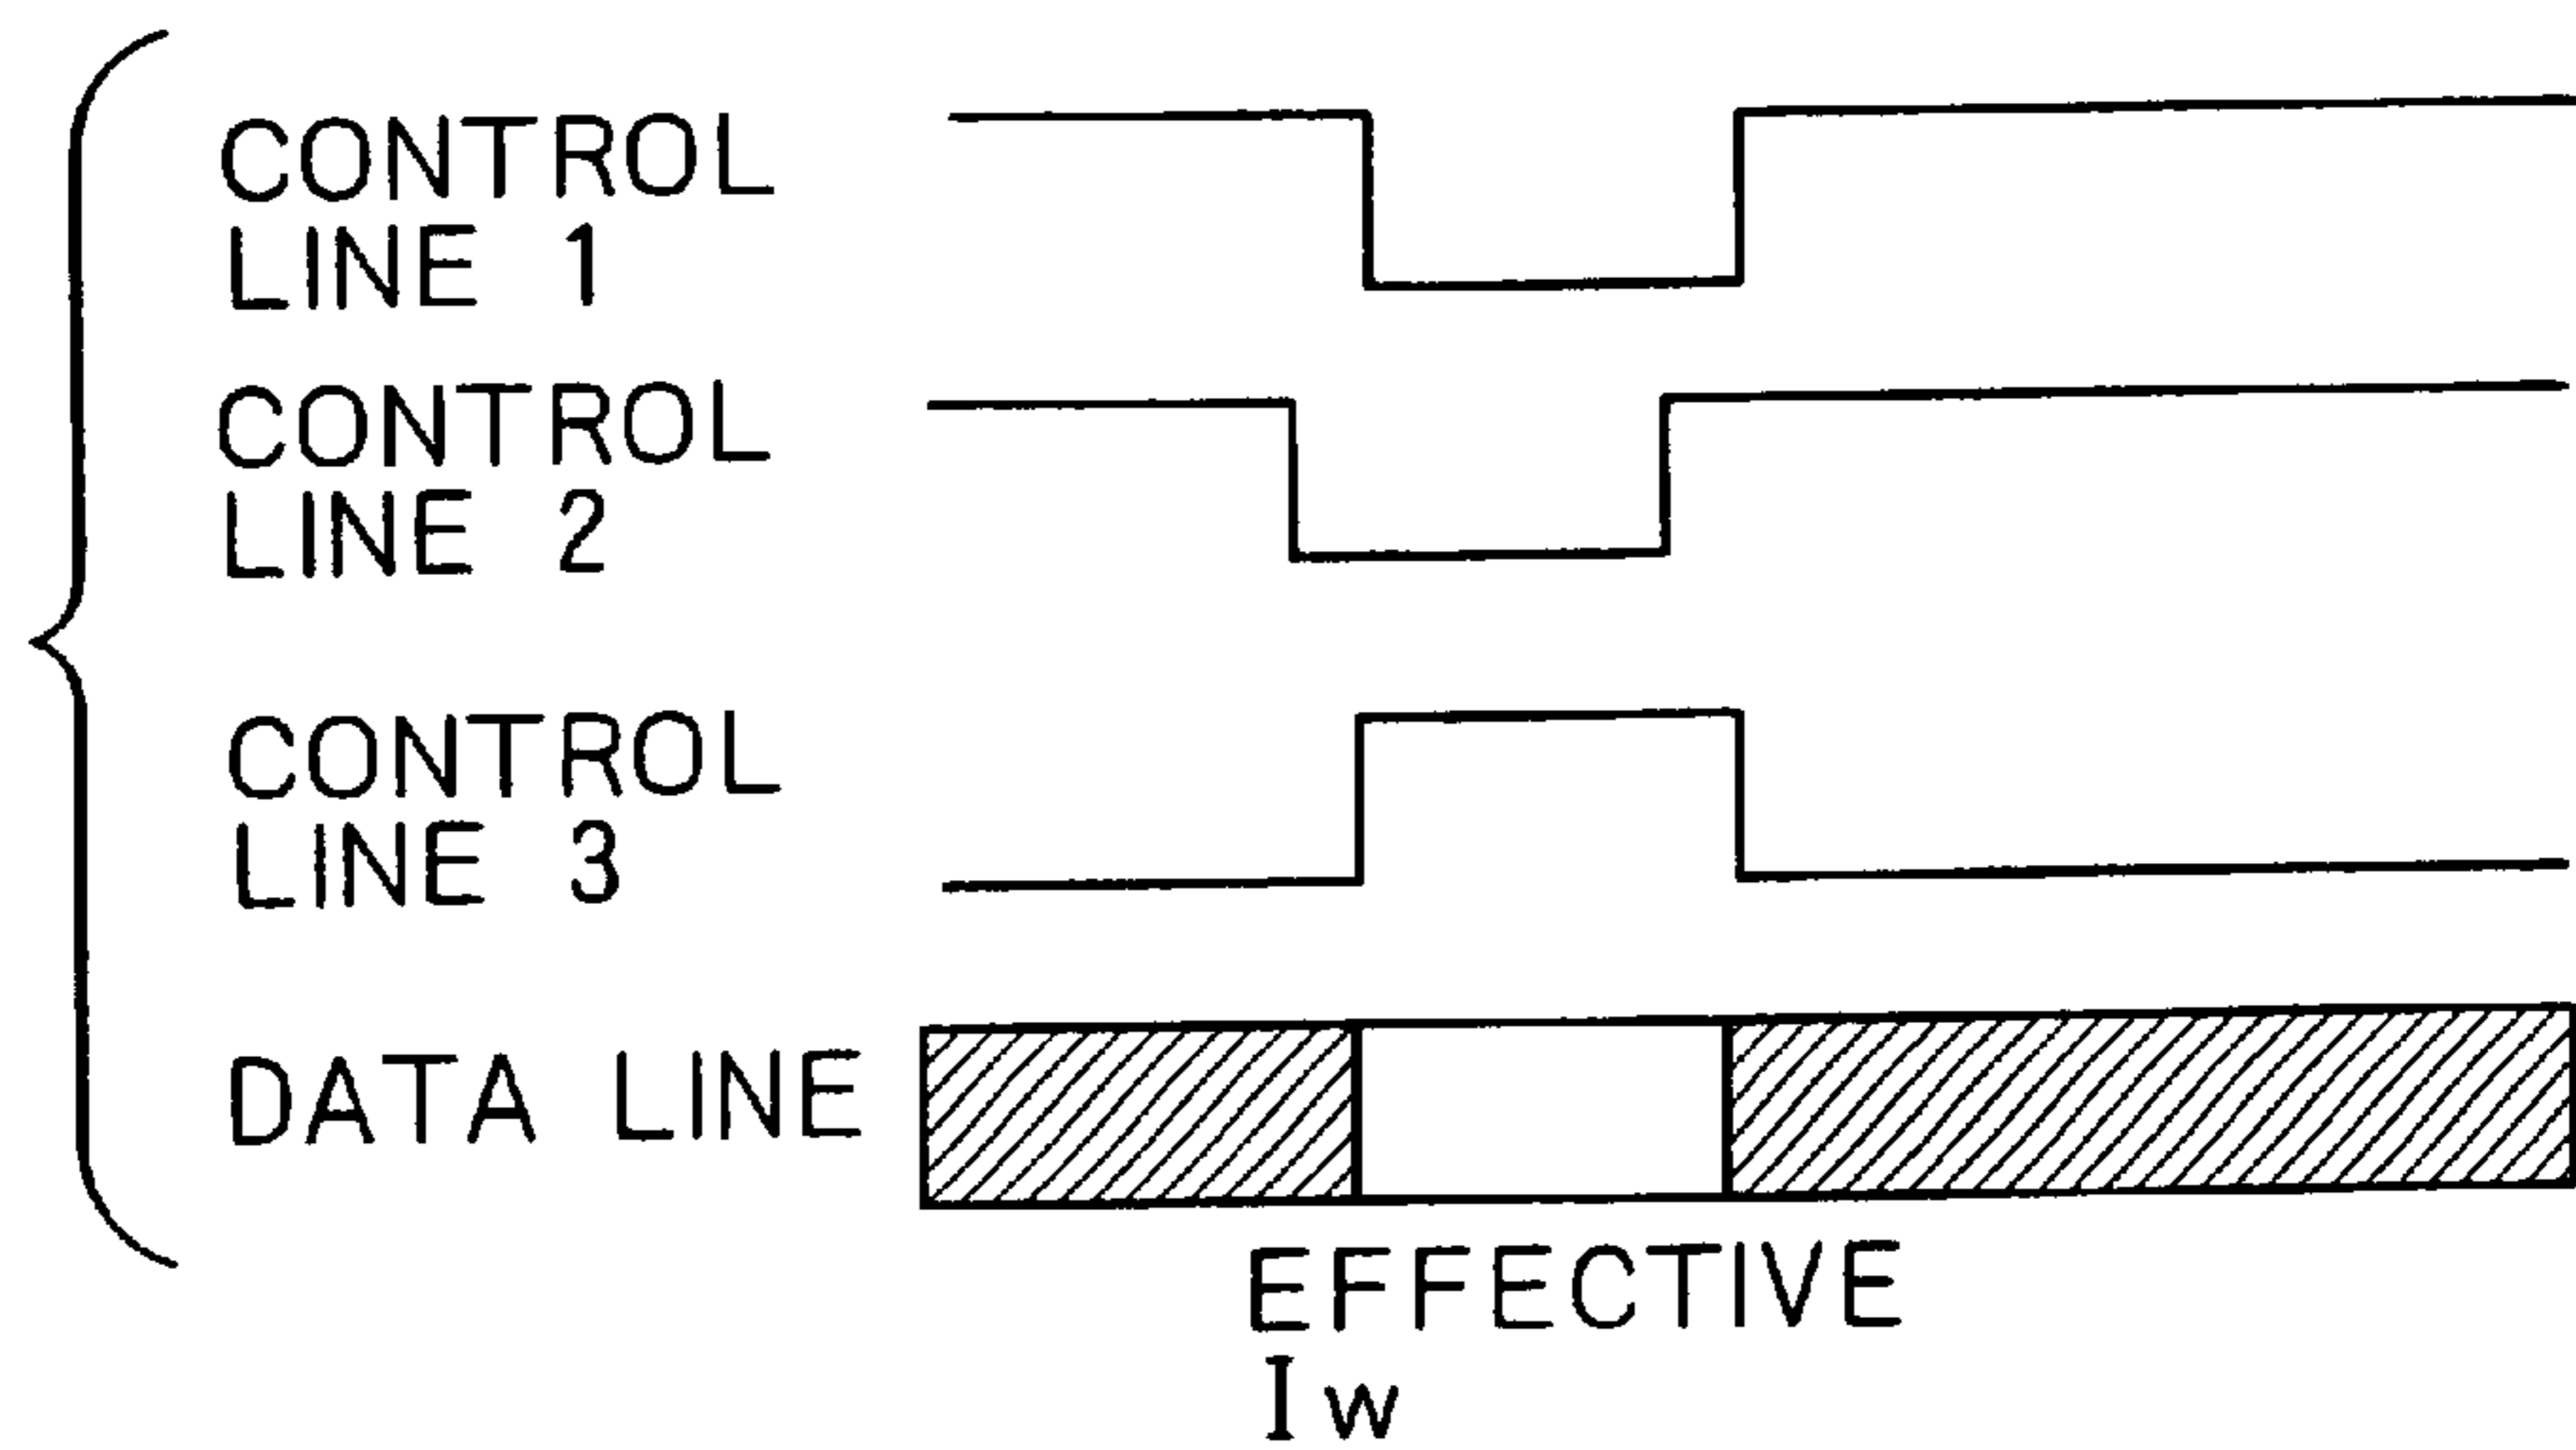 CONTROL
LINE 1
CONTROL
LINE 2
CONTROL
LINE 3
DATA LINE
EFFECTIVE
Iw